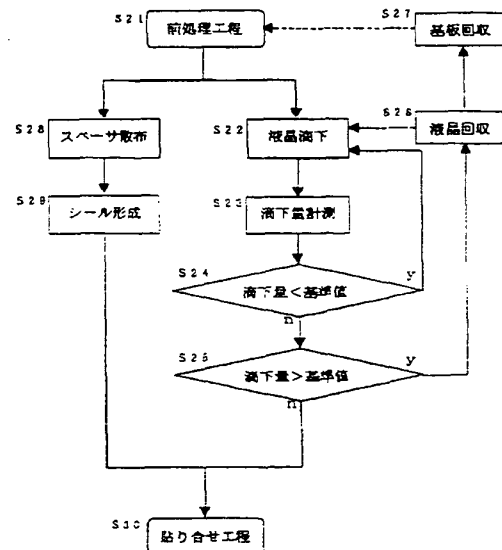 S21
前処理工程
S27
基板回収
S28
スペーサ散布
S22
液晶滴下
S26
液晶回収
S29
シール形成
S23
滴下量計測
S24
滴下量<基準値
y
n
S25
滴下量>基準値
y
n
S30
貼り合せ工程